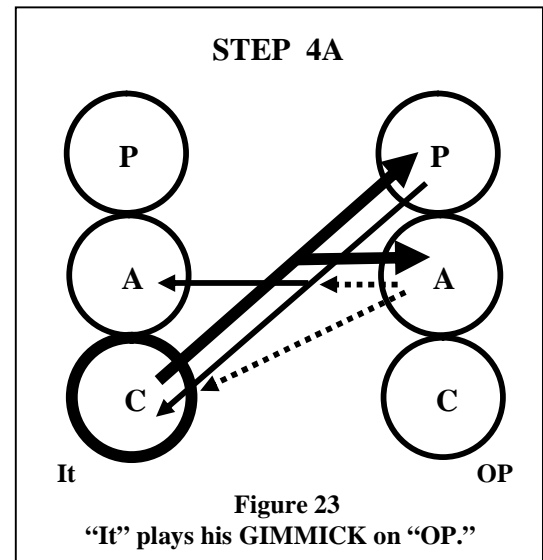 STEP 4A
P P
A A
C C
It OP
Figure 23
“It” plays his GIMMICK on “OP.”